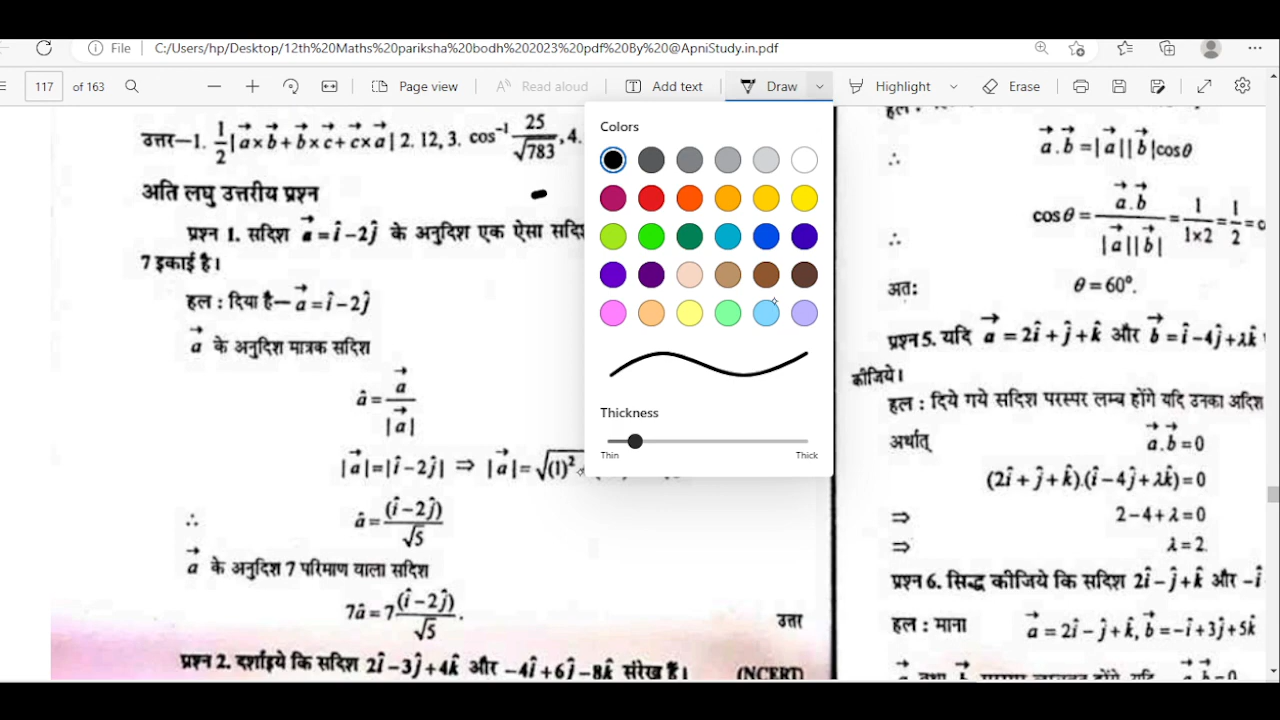 File C:/Users/hp/Desktop/12th%20Maths%20pariksha%20bodh%202023%20pdf%20By%20@ApniStudy.in.pdf
117 of 163 Page view Read aloud Add text Draw Highlight Erase
उत्तर—1. 1/2 |a⃗×b⃗+b⃗×c⃗+c⃗×a⃗| 2. 12, 3. cos⁻¹ 25/√783, 4.
अति लघु उत्तरीय प्रश्न
प्रश्न 1. सदिश a⃗=î−2ĵ के अनुदिश एक ऐसा सदिश
7 इकाई है।
हल : दिया है— a⃗=î−2ĵ
a⃗ के अनुदिश मात्रक सदिश
â = a⃗/|a⃗|
|a⃗|=|î−2ĵ| ⇒ |a⃗|=√(1)²
∴ â = (î−2ĵ)/√5
a⃗ के अनुदिश 7 परिमाण वाला सदिश
7â = 7(î−2ĵ)/√5. उत्तर
प्रश्न 2. दर्शाइये कि सदिश 2î−3ĵ+4k̂ और −4î+6ĵ−8k̂ संरेख हैं। (NCERT)
Colors
Thickness
Thin Thick
∴ a⃗.b⃗=|a⃗||b⃗|cosθ
∴ cosθ = a⃗.b⃗/|a⃗||b⃗| = 1/1×2 = 1/2 =
अतः θ=60°.
प्रश्न 5. यदि a⃗=2î+ĵ+k̂ और b⃗=î−4ĵ+λk̂
कीजिये।
हल : दिये गये सदिश परस्पर लम्ब होंगे यदि उनका अदिश
अर्थात् a⃗.b⃗=0
(2î+ĵ+k̂).(î−4ĵ+λk̂)=0
⇒ 2−4+λ=0
⇒ λ=2
प्रश्न 6. सिद्ध कीजिये कि सदिश 2î−ĵ+k̂ और −î
हल : माना a⃗=2î−ĵ+k̂, b⃗=−î+3ĵ+5k̂